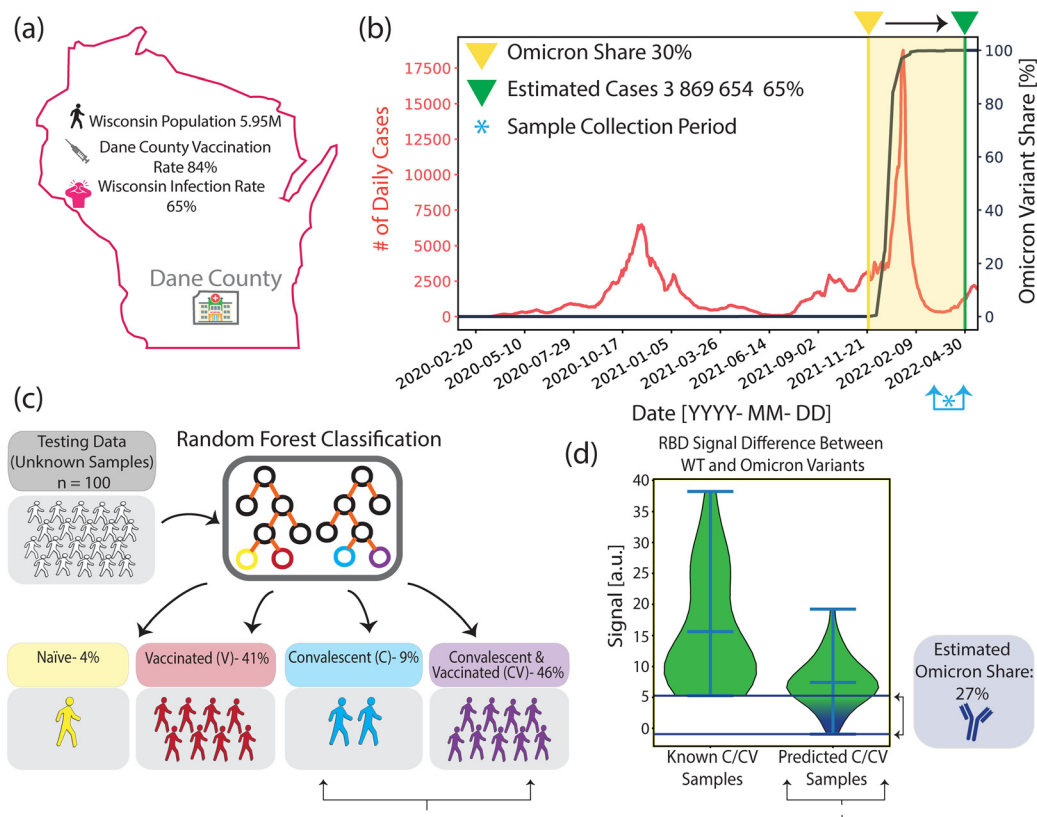 (a)
Wisconsin Population 5.95M
Dane County Vaccination
Rate 84%
Wisconsin Infection Rate
65%
Dane County
(b)
Omicron Share 30%
Estimated Cases 3 869 654 65%
* Sample Collection Period
# of Daily Cases
17500
15000
12500
10000
7500
5000
2500
0
100
80
60
40
20
0
Omicron Variant Share [%]
2020-02-20
2020-05-10
2020-07-29
2020-10-17
2021-01-05
2021-03-26
2021-06-14
2021-09-02
2021-11-21
2022-02-09
2022-04-30
*
Date [YYYY- MM- DD]
(c)
Testing Data
(Unknown Samples)
n = 100
Random Forest Classification
Naïve- 4%
Vaccinated (V)- 41%
Convalescent (C)- 9%
Convalescent &
Vaccinated (CV)- 46%
(d)
RBD Signal Difference Between
WT and Omicron Variants
Signal [a.u.]
40
35
30
25
20
15
10
5
0
Known C/CV
Samples
Predicted C/CV
Samples
Estimated
Omicron Share:
27%